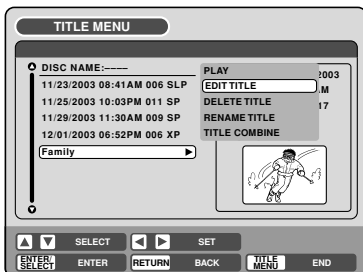 TITLE MENU
DISC NAME:----
11/23/2003 08:41AM 006 SLP
11/25/2003 10:03PM 011 SP
11/29/2003 11:30AM 009 SP
12/01/2003 06:52PM 006 XP
Family
PLAY
EDIT TITLE
DELETE TITLE
RENAME TITLE
TITLE COMBINE
2003
.M
17
SELECT SET
ENTER/
SELECT ENTER RETURN BACK TITLE
MENU END